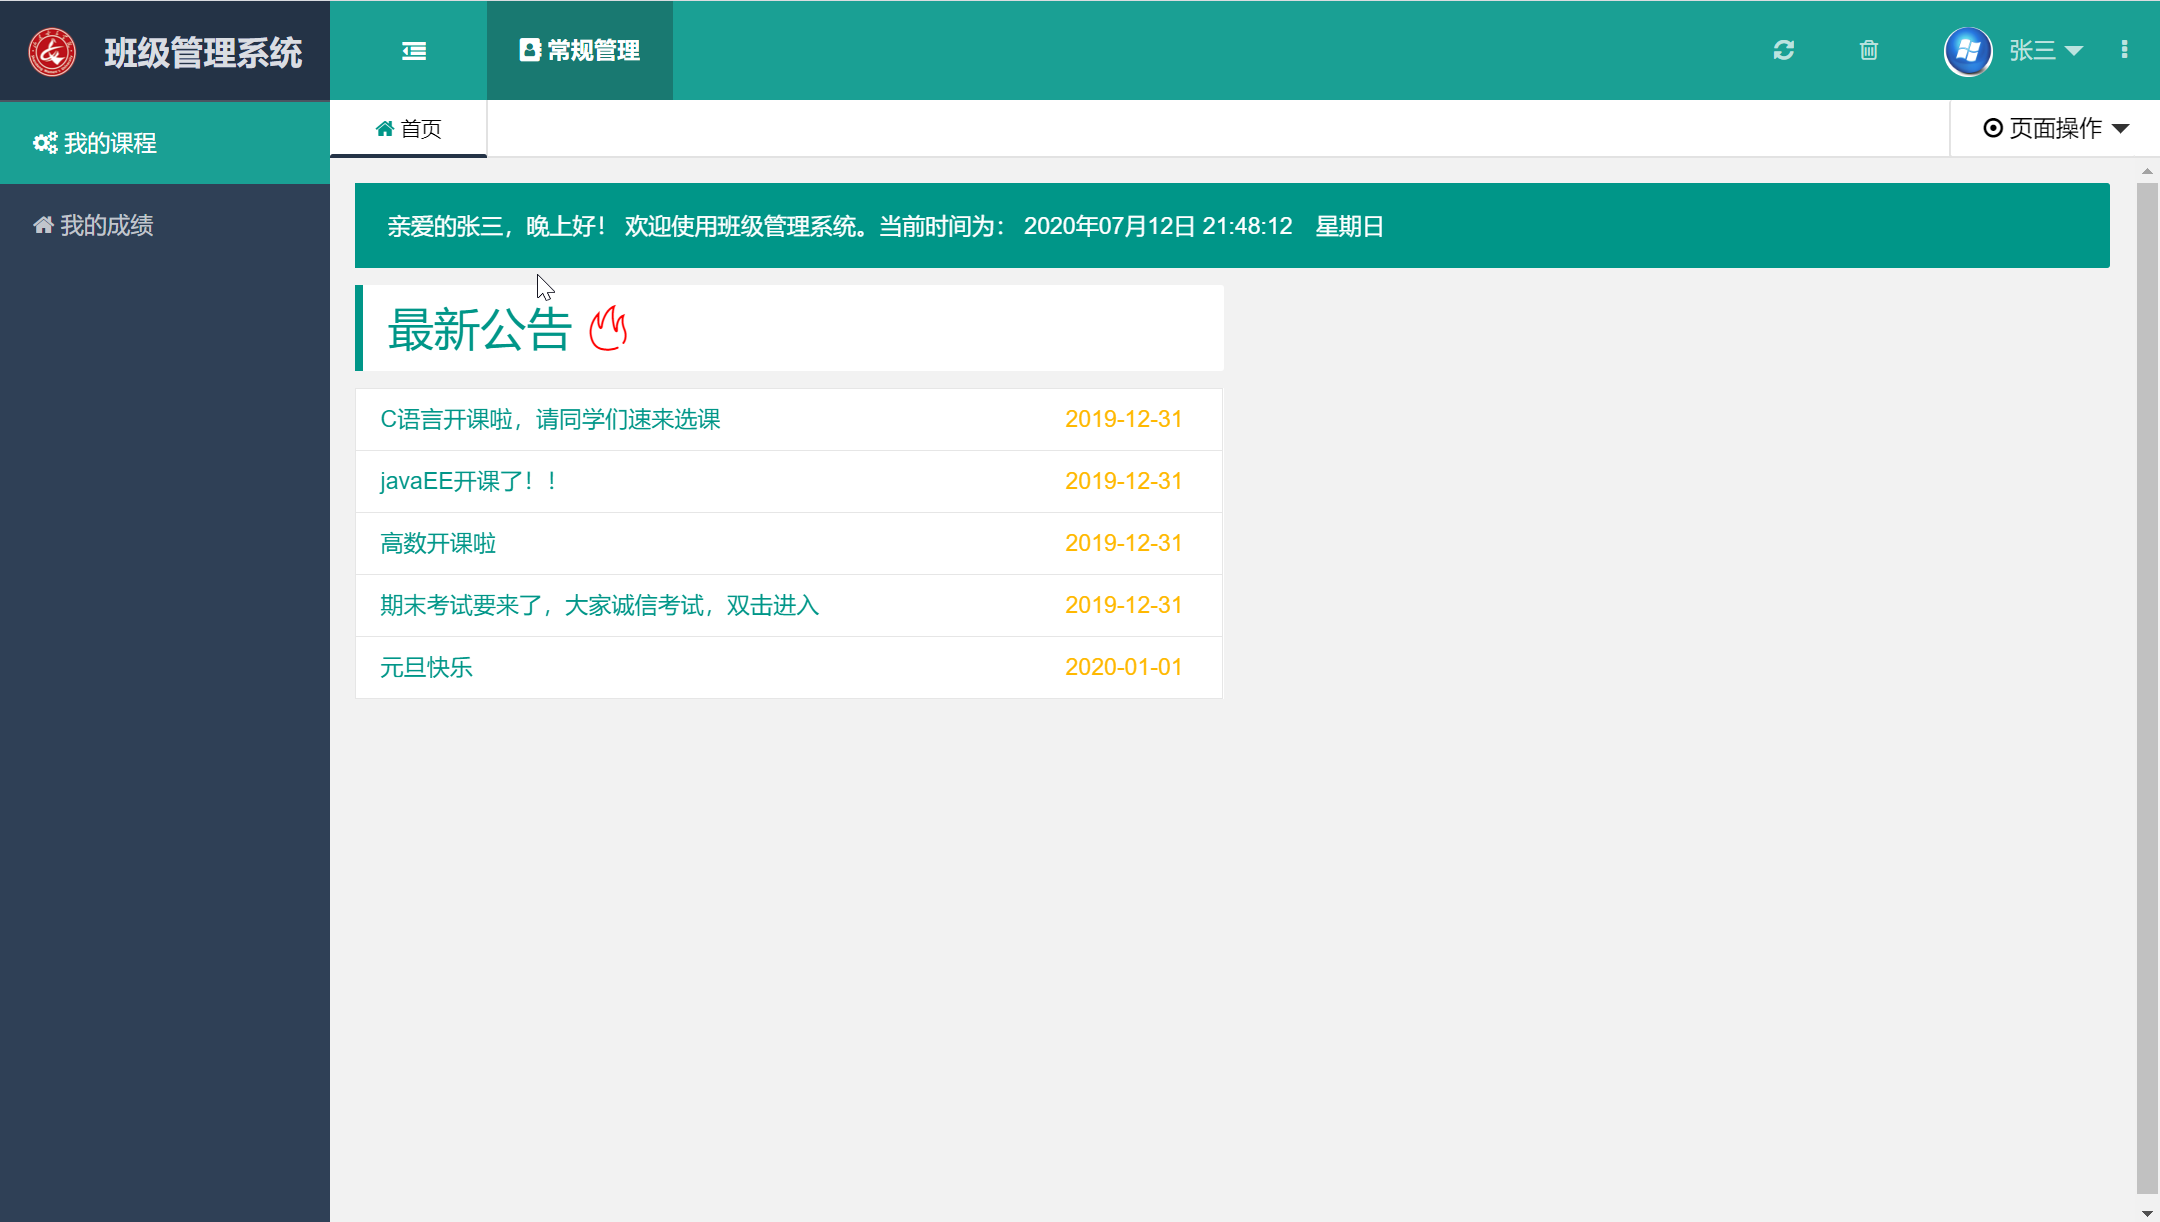 班级管理系统
常规管理
张三
我的课程
首页
页面操作
我的成绩
亲爱的张三，晚上好！ 欢迎使用班级管理系统。当前时间为： 2020年07月12日 21:48:12 星期日
最新公告
C语言开课啦，请同学们速来选课 2019-12-31
javaEE开课了！！ 2019-12-31
高数开课啦 2019-12-31
期末考试要来了，大家诚信考试，双击进入 2019-12-31
元旦快乐 2020-01-01